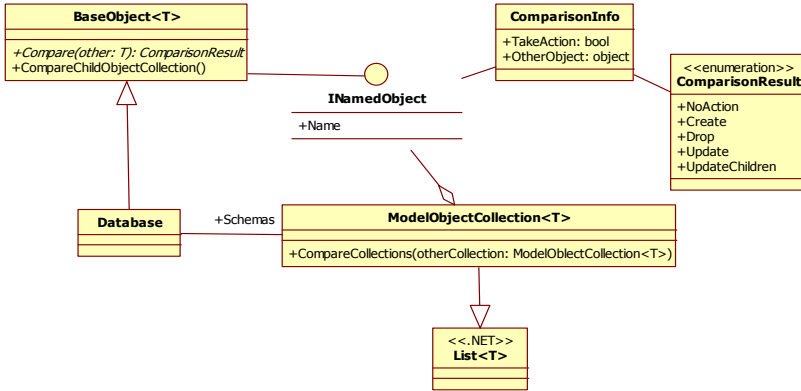 BaseObject<T>
+Compare(other: T): ComparisonResult
+CompareChildObjectCollection()
INamedObject
+Name
ComparisonInfo
+TakeAction: bool
+OtherObject: object
<<enumeration>>
ComparisonResult
+NoAction
+Create
+Drop
+Update
+UpdateChildren
Database
+Schemas
ModelObjectCollection<T>
+CompareCollections(otherCollection: ModelOblectCollection<T>)
<<.NET>>
List<T>